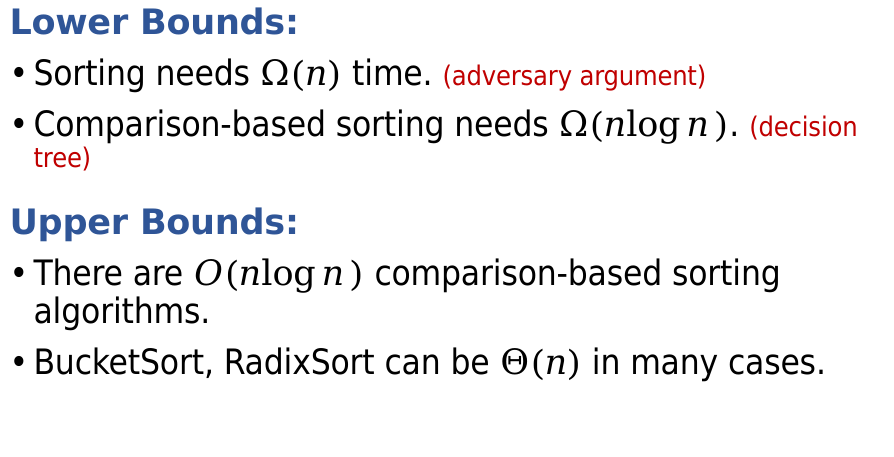 Lower Bounds:
• Sorting needs Ω(n) time. (adversary argument)
• Comparison-based sorting needs Ω(nlog n). (decision
tree)
Upper Bounds:
• There are O(nlog n) comparison-based sorting
algorithms.
• BucketSort, RadixSort can be Θ(n) in many cases.